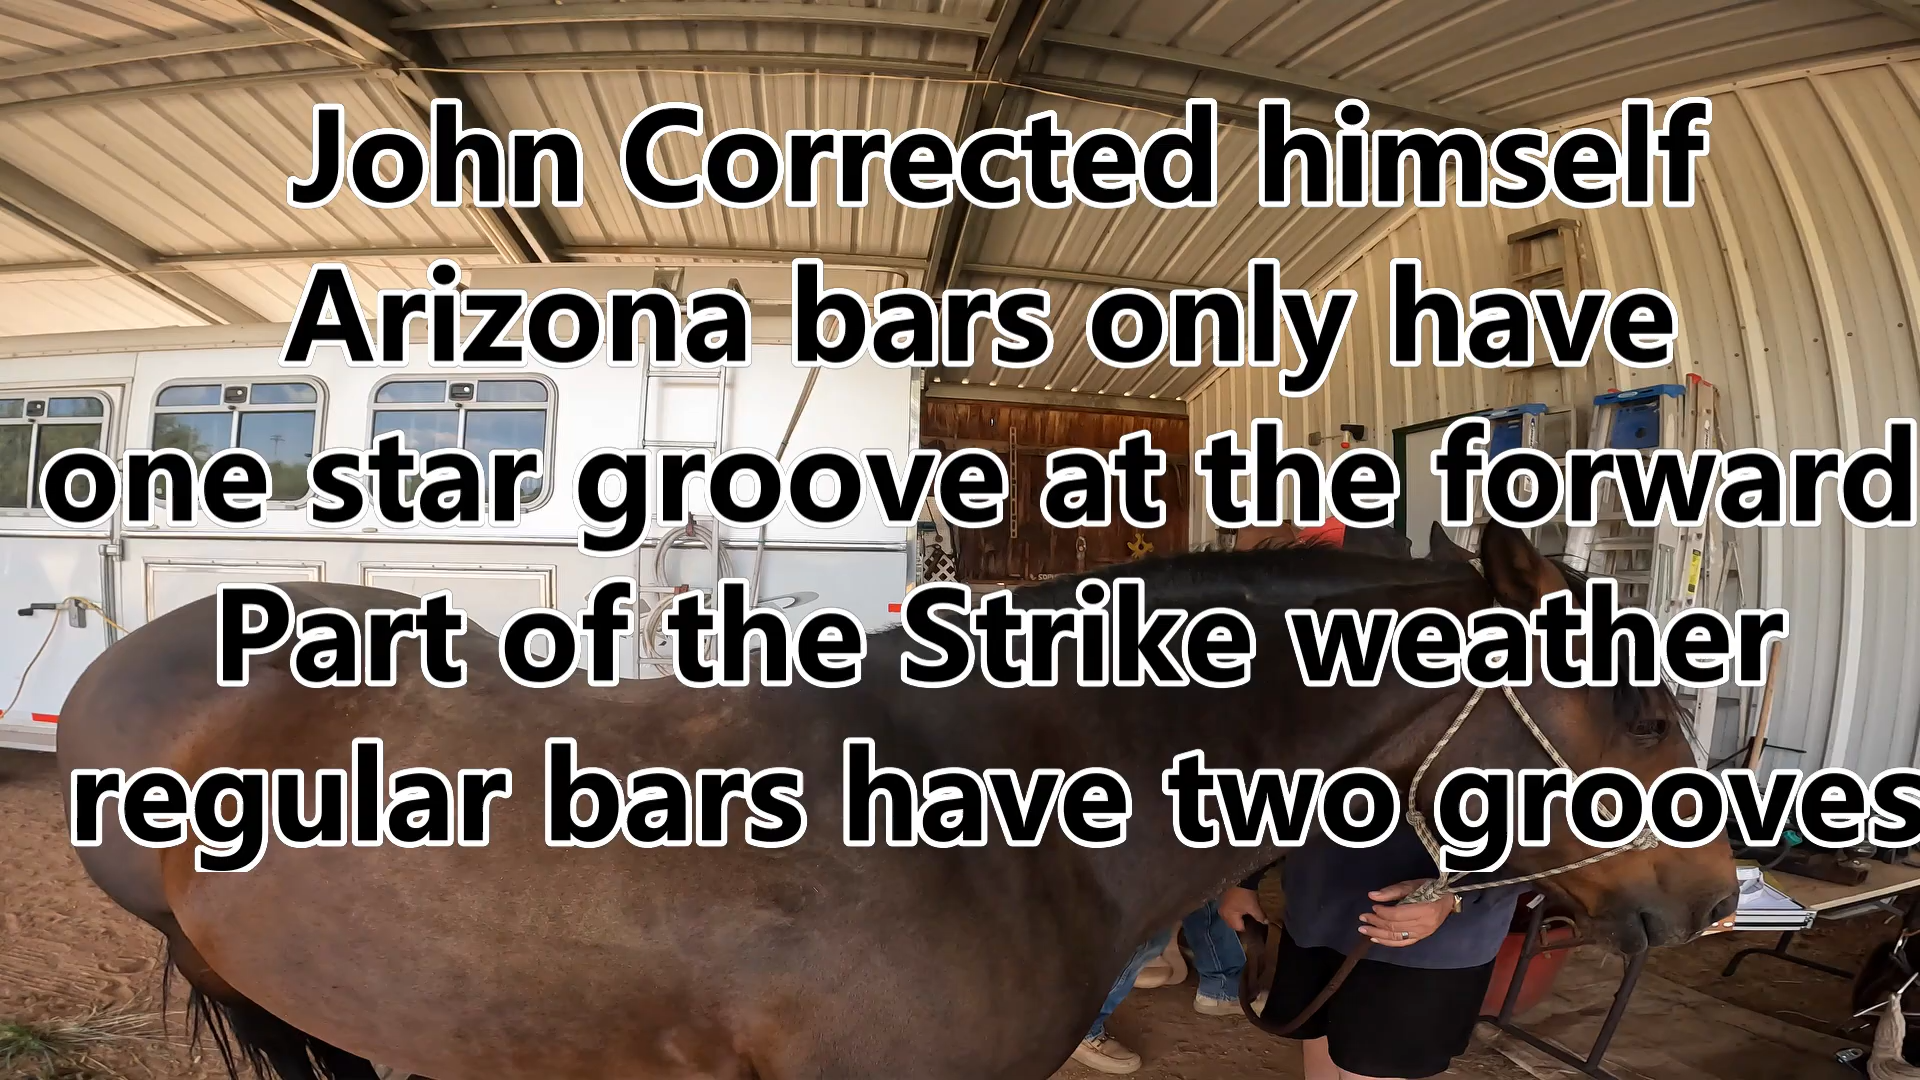 John Corrected himself
Arizona bars only have
one star groove at the forward
Part of the Strike weather
regular bars have two grooves